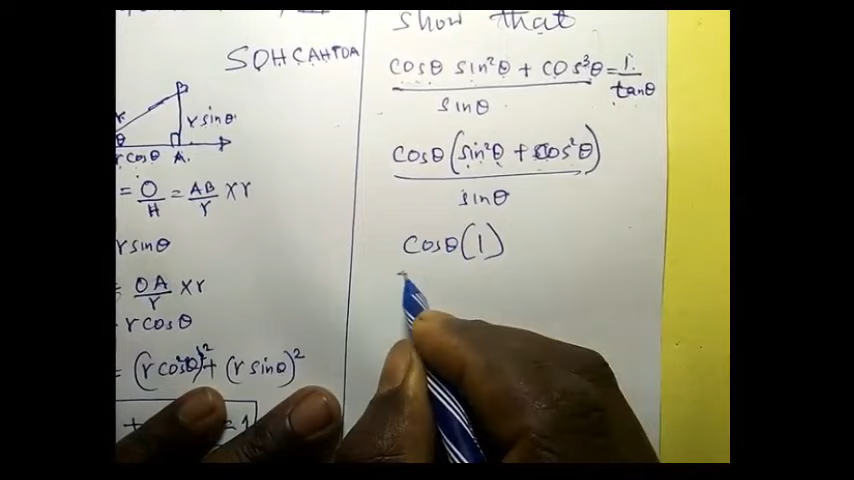 SOHCAHTOA
r
r sinθ
θ
r cosθ A.
= O/H = AB/r × r
r sinθ
= OA/r × r
r cosθ
= (r cosθ)² + (r sinθ)²
+ = 1
show that
cosθ sin²θ + cos³θ / sinθ = 1/tanθ
cosθ(sin²θ + cos²θ) / sinθ
cosθ(1)